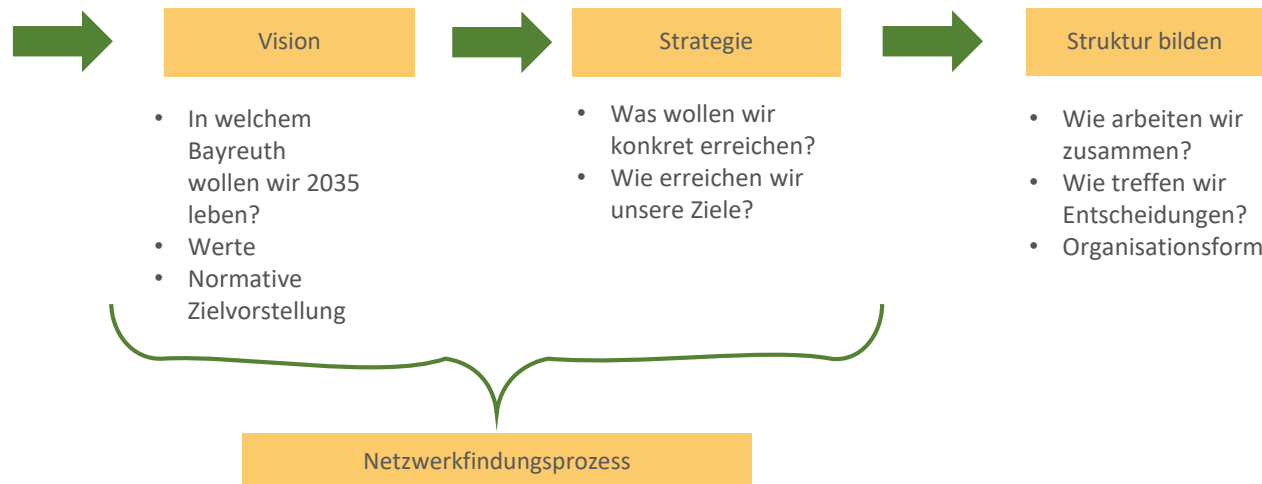 Vision
• In welchem
Bayreuth
wollen wir 2035
leben?
• Werte
• Normative
Zielvorstellung
Strategie
• Was wollen wir
konkret erreichen?
• Wie erreichen wir
unsere Ziele?
Struktur bilden
• Wie arbeiten wir
zusammen?
• Wie treffen wir
Entscheidungen?
• Organisationsform
Netzwerkfindungsprozess